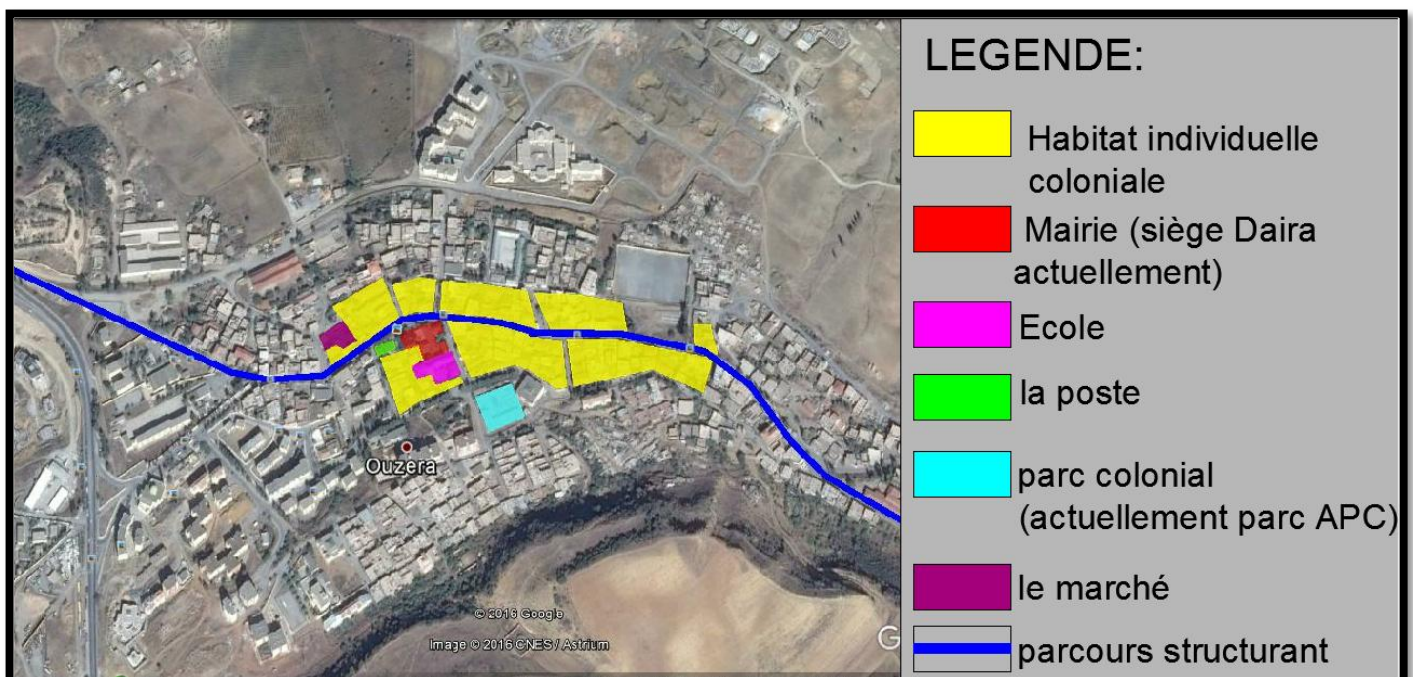 LEGENDE:
Habitat individuelle
coloniale
Mairie (siège Daira
actuellement)
Ecole
la poste
parc colonial
(actuellement parc APC)
le marché
parcours structurant
Ouzera
© 2016 Google
Image © 2016 CNES / Astrium
G